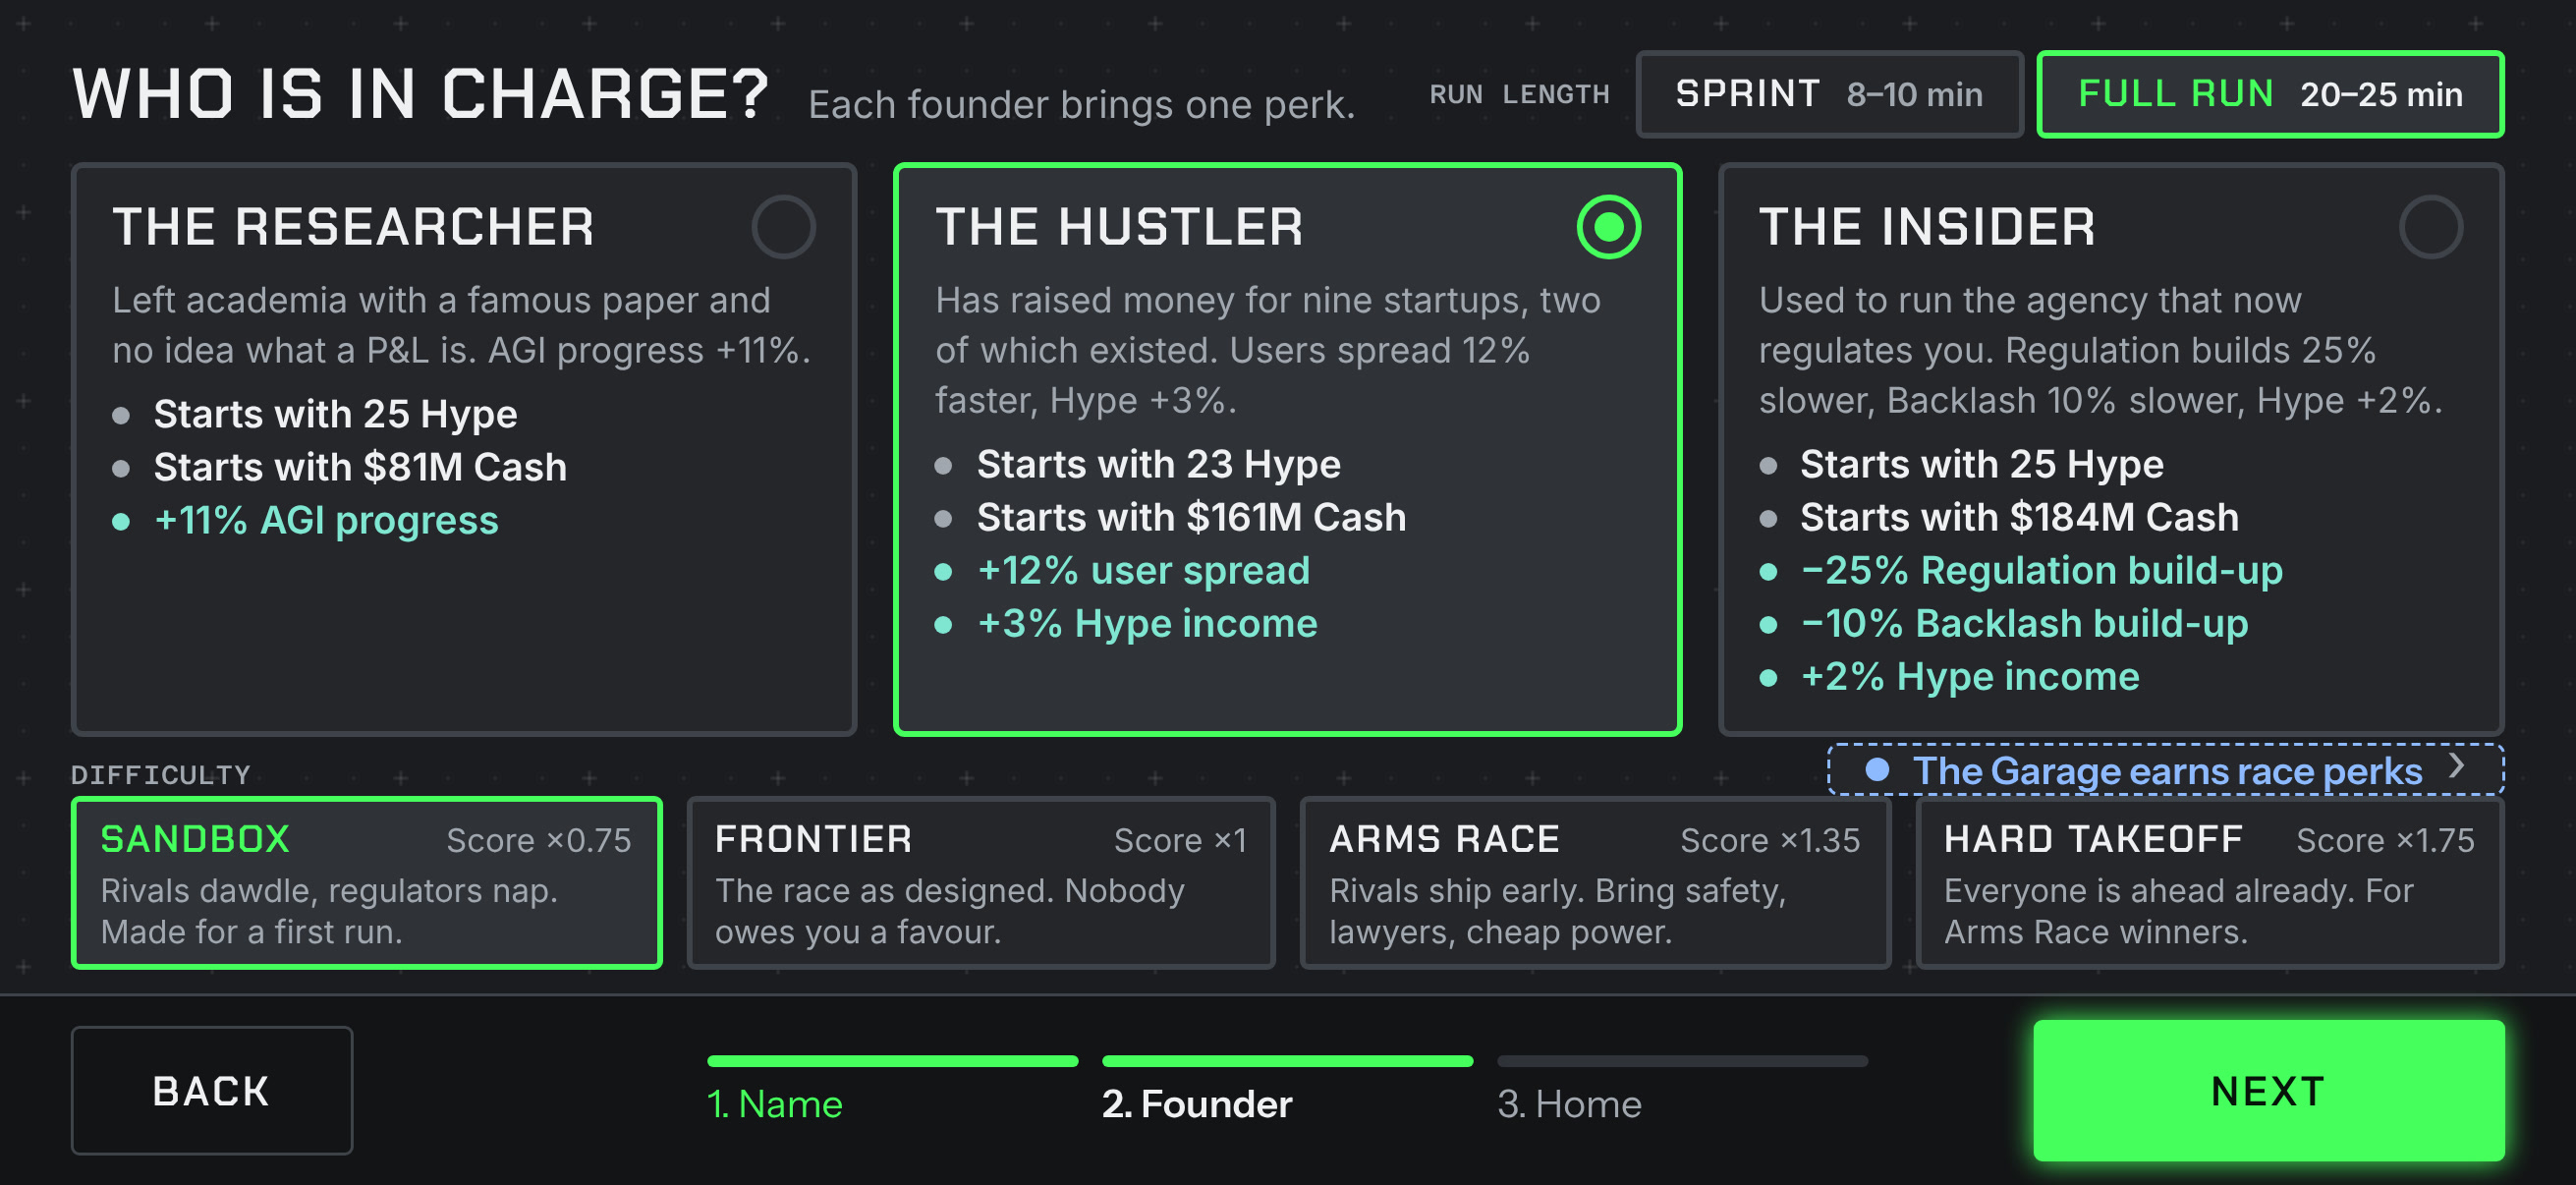 WHO IS IN CHARGE?
Each founder brings one perk.
RUN LENGTH
SPRINT 8–10 min
FULL RUN 20–25 min
THE RESEARCHER
Left academia with a famous paper and
no idea what a P&L is. AGI progress +11%.
Starts with 25 Hype
Starts with $81M Cash
+11% AGI progress
THE HUSTLER
Has raised money for nine startups, two
of which existed. Users spread 12%
faster, Hype +3%.
Starts with 23 Hype
Starts with $161M Cash
+12% user spread
+3% Hype income
THE INSIDER
Used to run the agency that now
regulates you. Regulation builds 25%
slower, Backlash 10% slower, Hype +2%.
Starts with 25 Hype
Starts with $184M Cash
−25% Regulation build-up
−10% Backlash build-up
+2% Hype income
DIFFICULTY
The Garage earns race perks
SANDBOX Score ×0.75
Rivals dawdle, regulators nap.
Made for a first run.
FRONTIER Score ×1
The race as designed. Nobody
owes you a favour.
ARMS RACE Score ×1.35
Rivals ship early. Bring safety,
lawyers, cheap power.
HARD TAKEOFF Score ×1.75
Everyone is ahead already. For
Arms Race winners.
BACK
1. Name
2. Founder
3. Home
NEXT